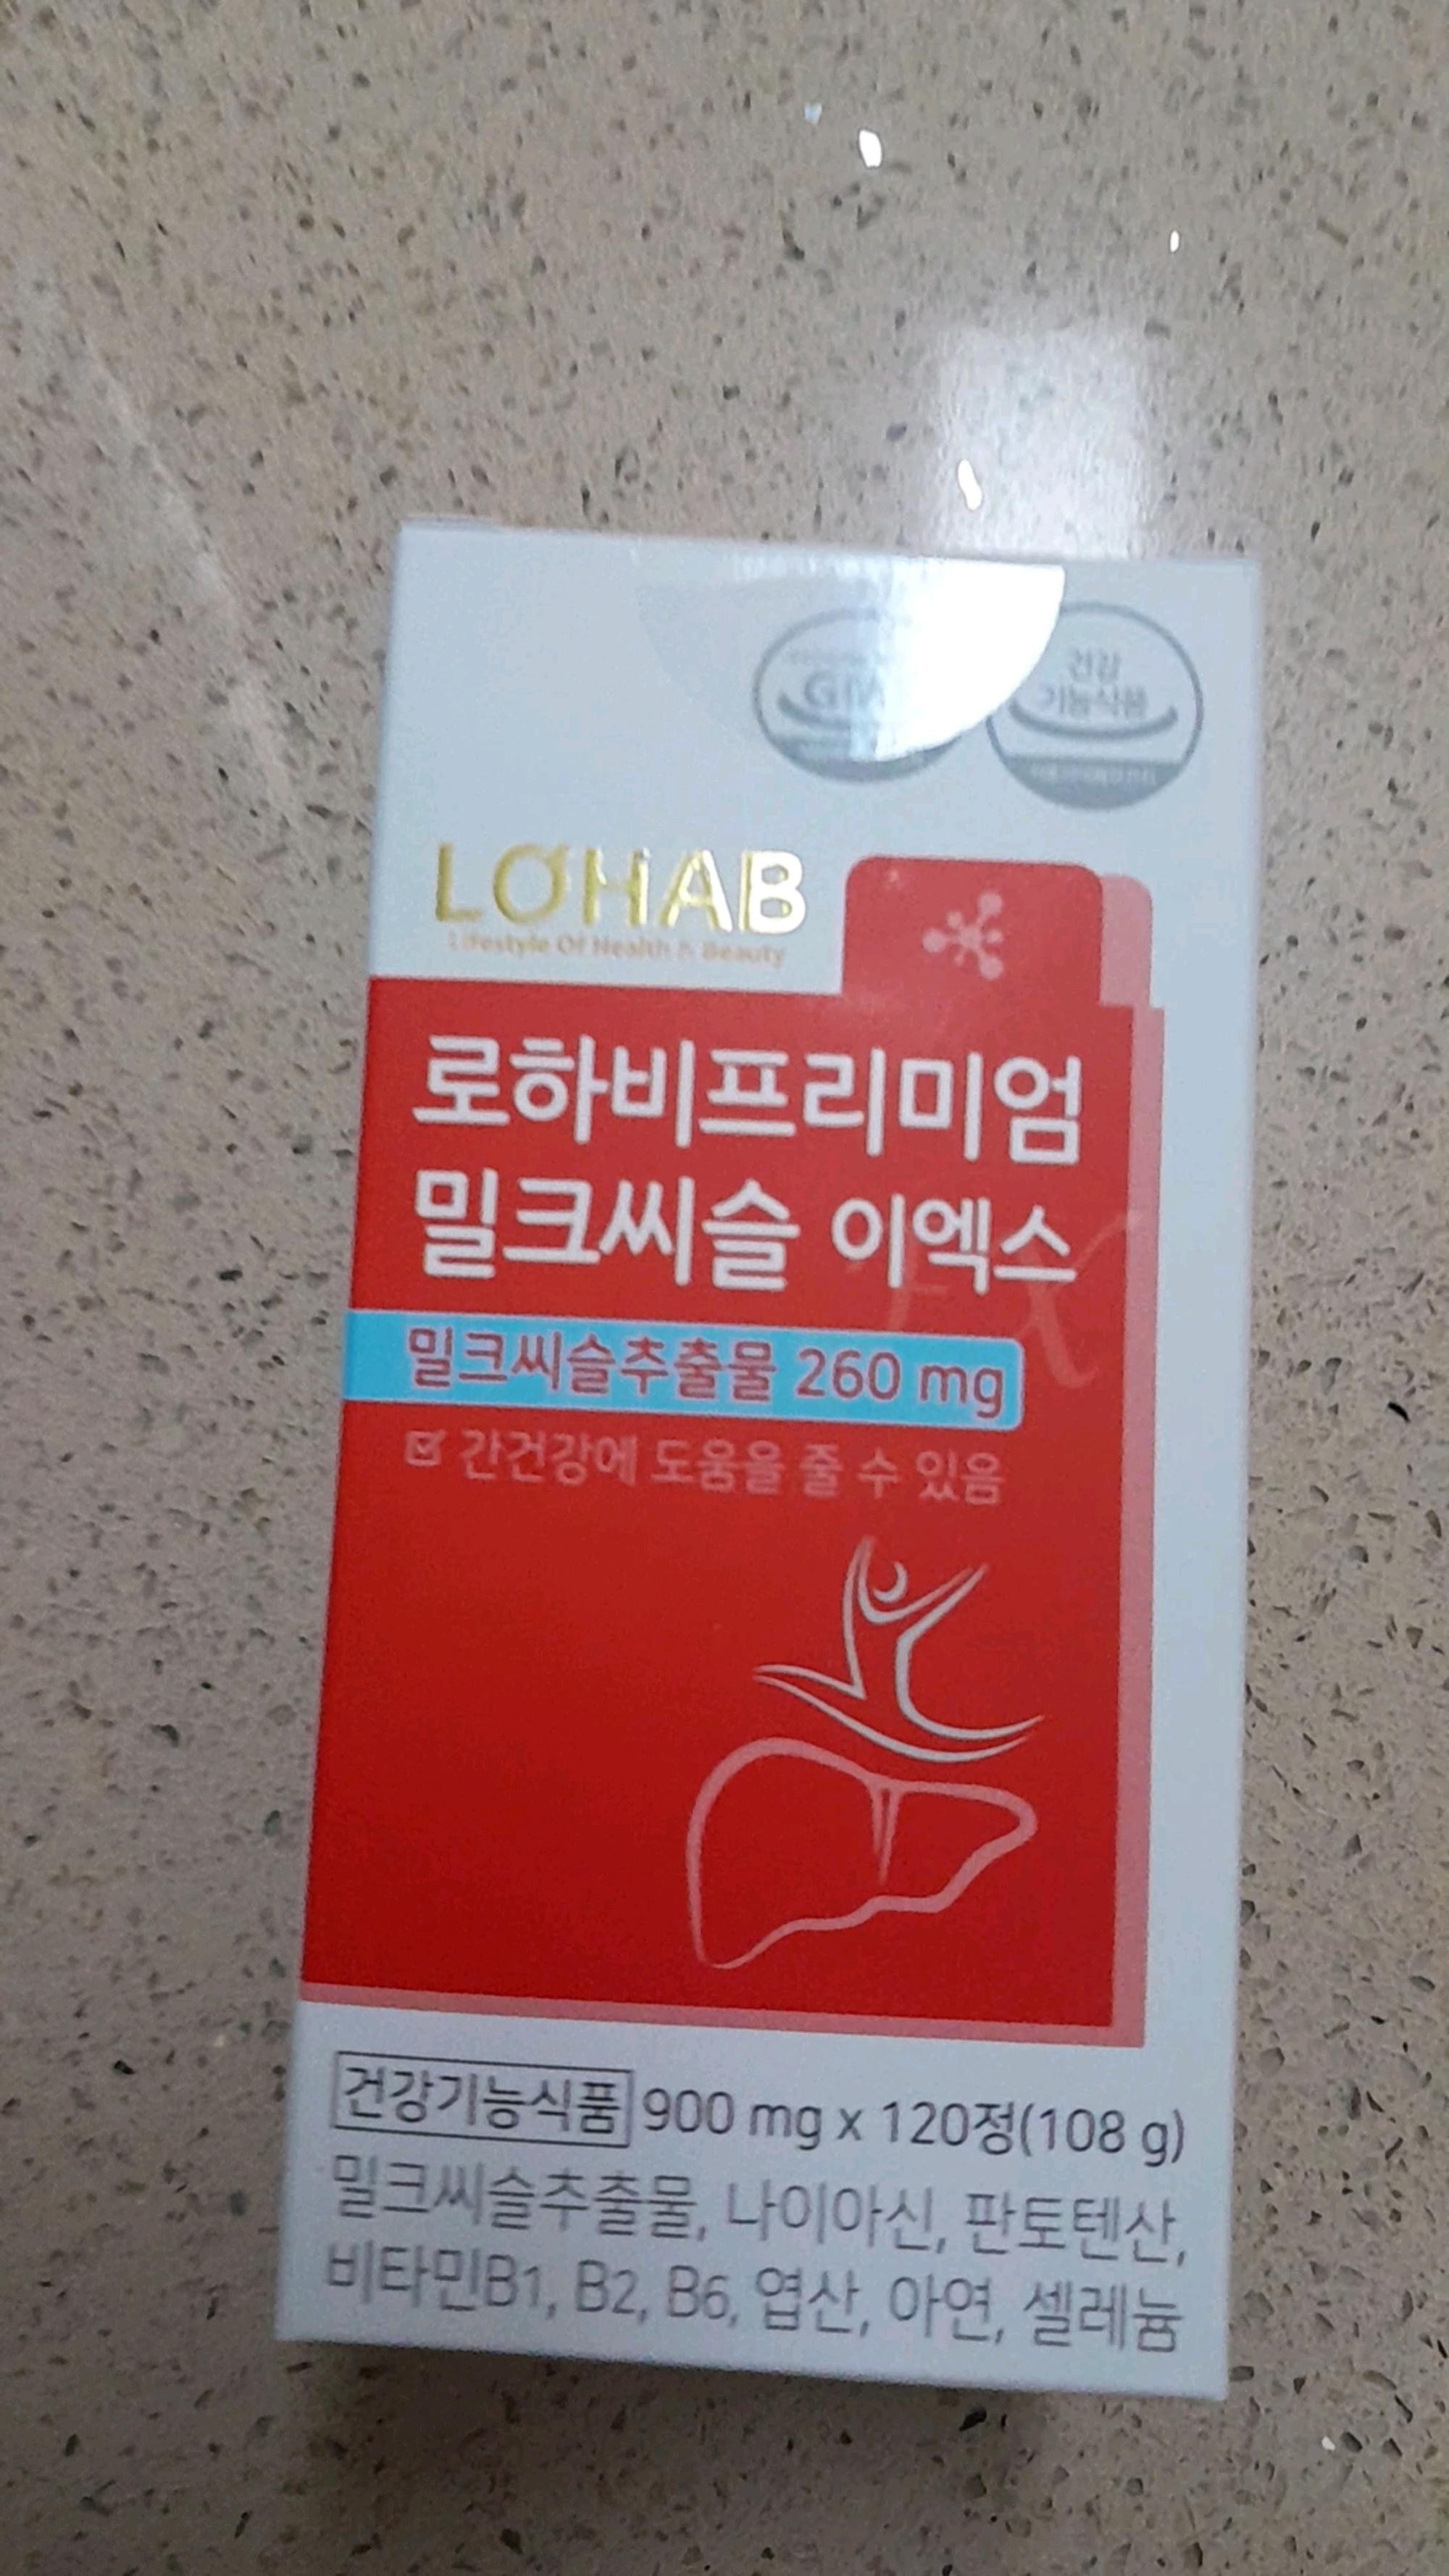 건강
기능식품
LOHAB
Lifestyle Of Health & Beauty
로하비프리미엄
밀크씨슬 이엑스
밀크씨슬추출물 260 mg
간건강에 도움을 줄 수 있음
건강기능식품 900 mg x 120정(108 g)
밀크씨슬추출물, 나이아신, 판토텐산,
비타민B1, B2, B6, 엽산, 아연, 셀레늄